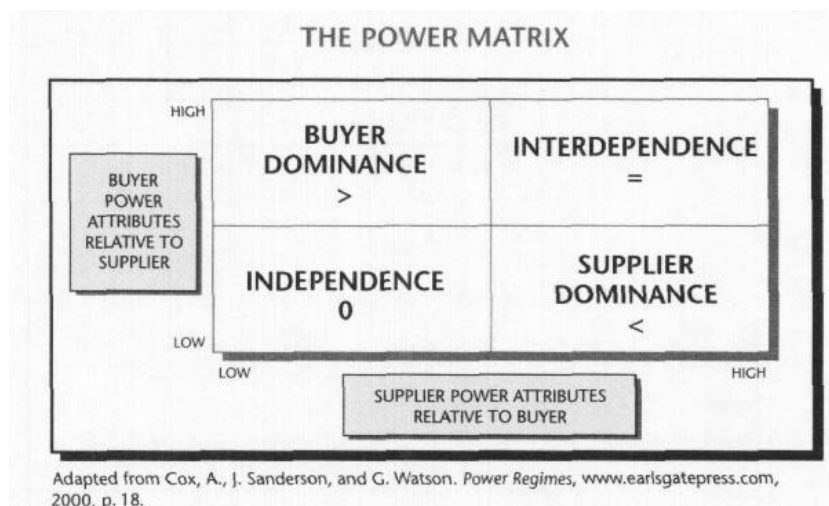 THE POWER MATRIX
HIGH
BUYER
DOMINANCE
>
INTERDEPENDENCE
=
BUYER
POWER
ATTRIBUTES
RELATIVE TO
SUPPLIER
INDEPENDENCE
0
SUPPLIER
DOMINANCE
<
LOW
LOW
HIGH
SUPPLIER POWER ATTRIBUTES
RELATIVE TO BUYER
Adapted from Cox, A., J. Sanderson, and G. Watson. Power Regimes, www.earlsgatepress.com,
2000, p. 18.